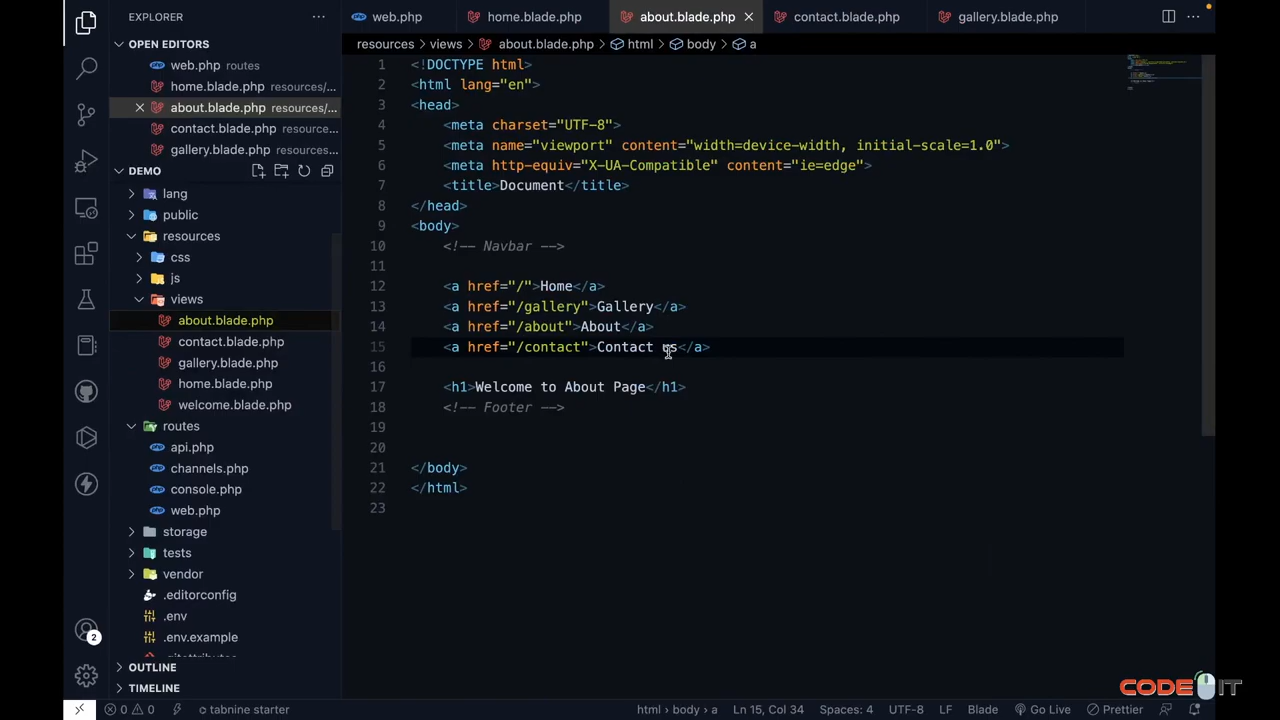 EXPLORER
OPEN EDITORS
web.php routes
home.blade.php resources/...
about.blade.php resources/...
contact.blade.php resource...
gallery.blade.php resources/...
DEMO
lang
public
resources
css
js
views
about.blade.php
contact.blade.php
gallery.blade.php
home.blade.php
welcome.blade.php
routes
api.php
channels.php
console.php
web.php
storage
tests
vendor
.editorconfig
.env
.env.example
.gitattributes
OUTLINE
TIMELINE
2
web.php home.blade.php about.blade.php contact.blade.php gallery.blade.php
resources > views > about.blade.php > html > body > a
1 <!DOCTYPE html>
2 <html lang="en">
3 <head>
4 <meta charset="UTF-8">
5 <meta name="viewport" content="width=device-width, initial-scale=1.0">
6 <meta http-equiv="X-UA-Compatible" content="ie=edge">
7 <title>Document</title>
8 </head>
9 <body>
10 <!-- Navbar -->
11
12 <a href="/">Home</a>
13 <a href="/gallery">Gallery</a>
14 <a href="/about">About</a>
15 <a href="/contact">Contact us</a>
16
17 <h1>Welcome to About Page</h1>
18 <!-- Footer -->
19
20
21 </body>
22 </html>
23
CODE IT
0 0 tabnine starter html > body > a Ln 15, Col 34 Spaces: 4 UTF-8 LF Blade Go Live Prettier